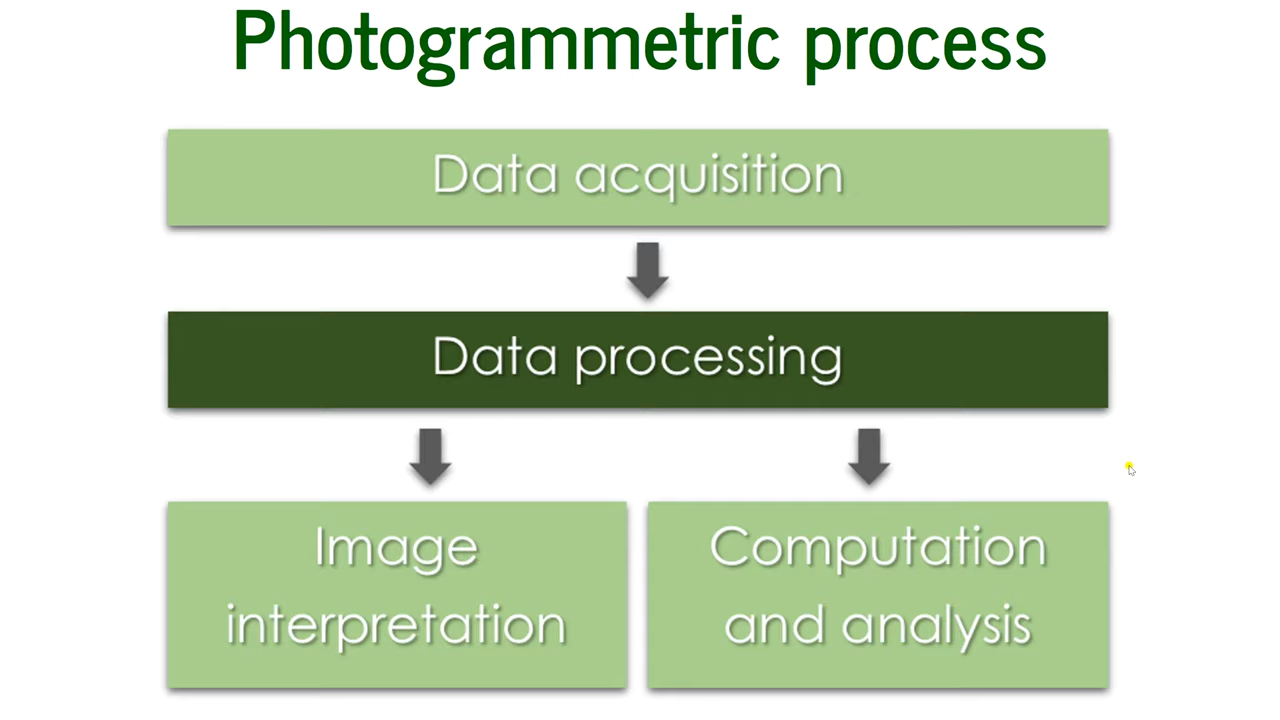 Photogrammetric process
Data acquisition
Data processing
Image
interpretation
Computation
and analysis